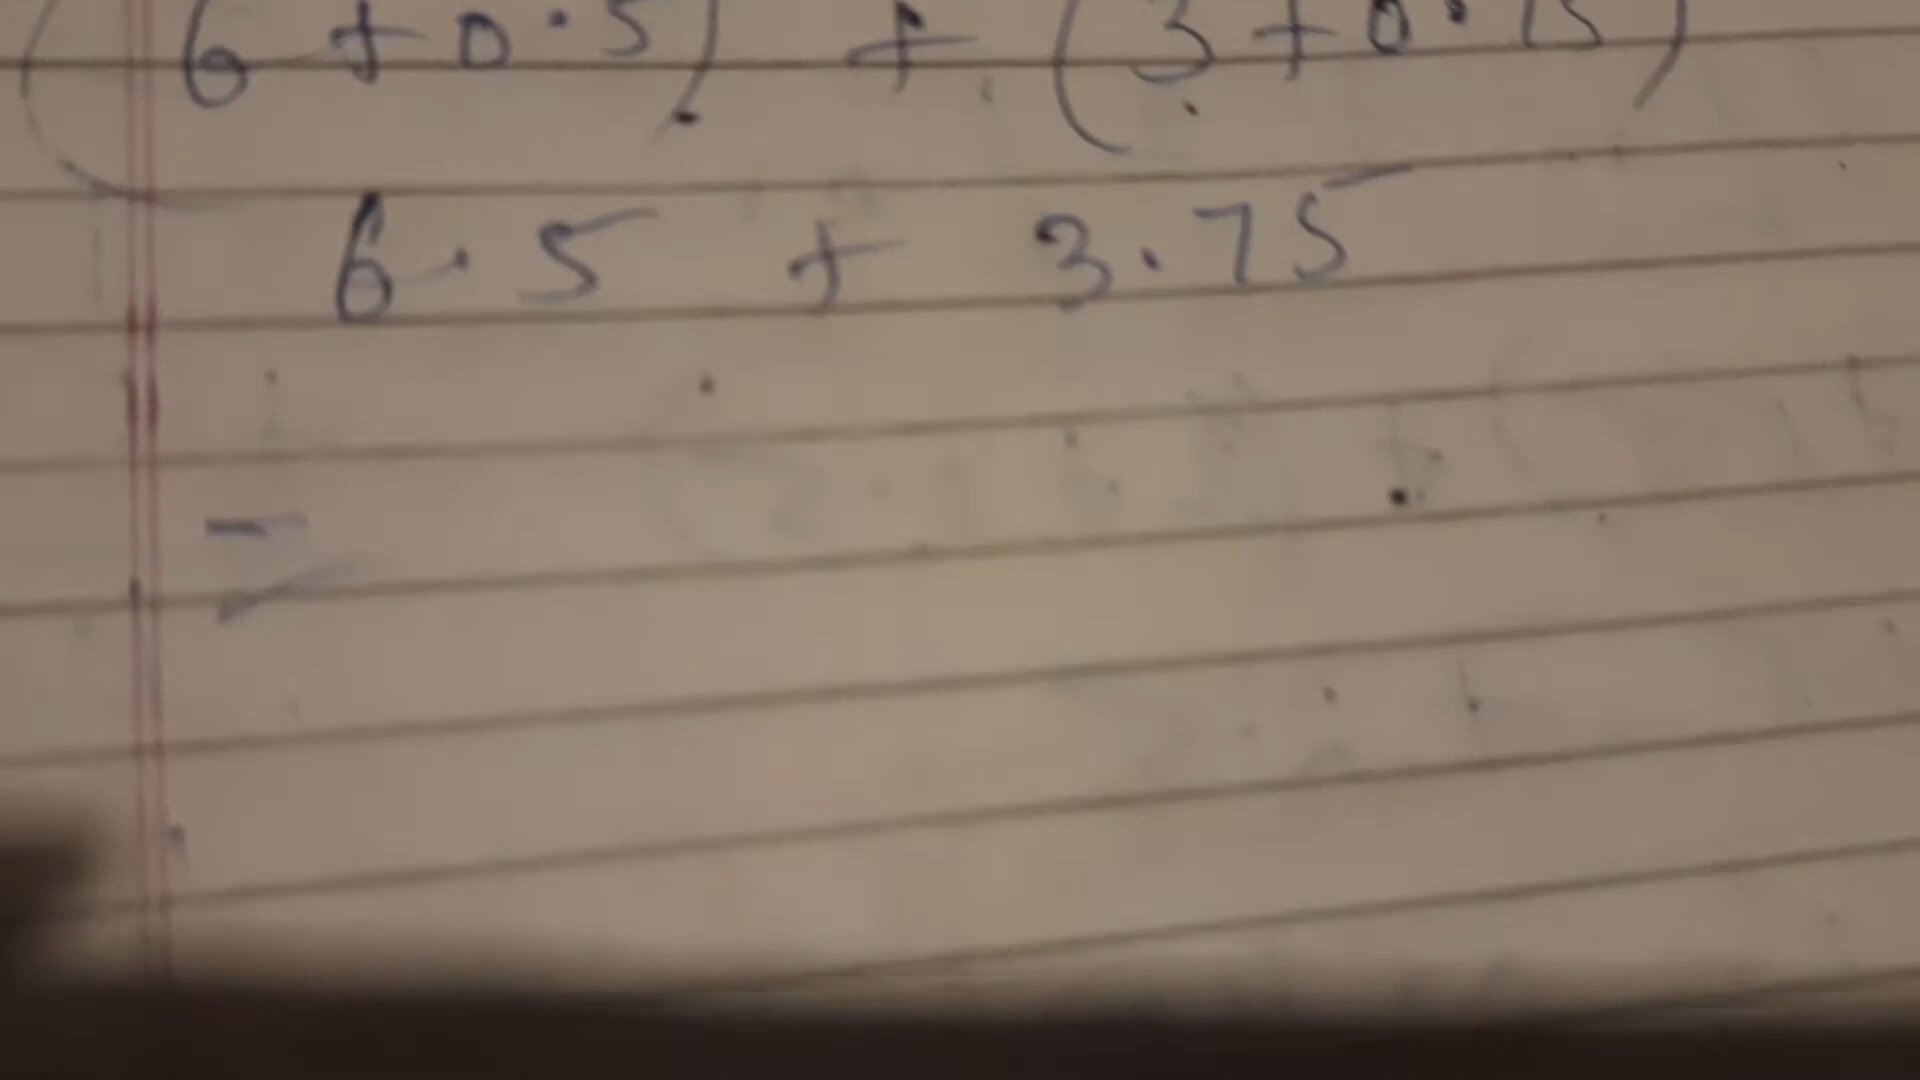 (6 + 0.5) + (3 + 0.75)
6.5 + 3.75
=